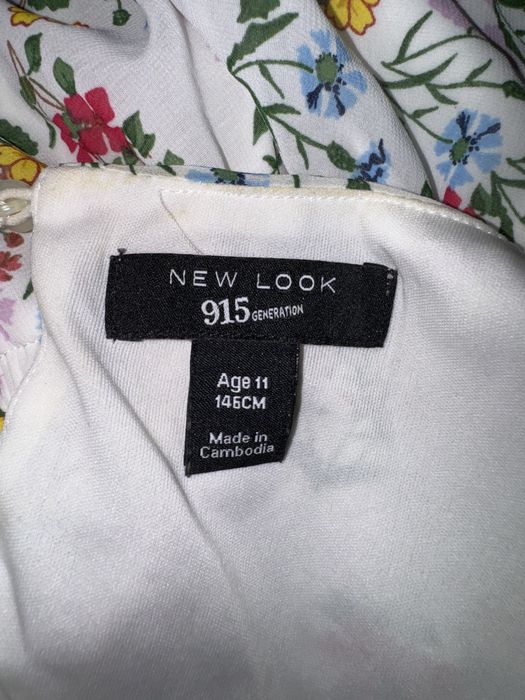 NEW LOOK
915 GENERATION
Age 11
146CM
Made in
Cambodia